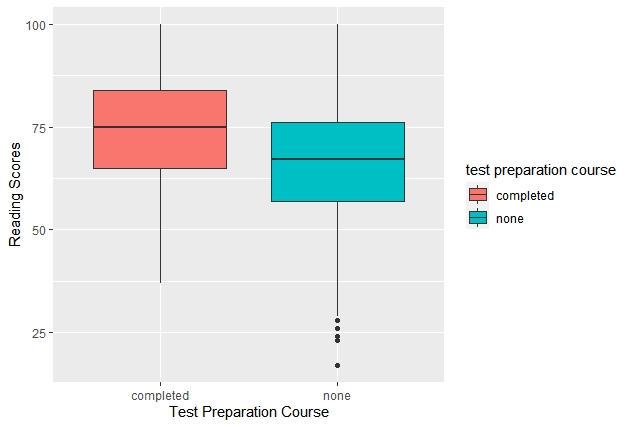 100
75
50
25
Reading Scores
completed
none
Test Preparation Course
test preparation course
completed
none